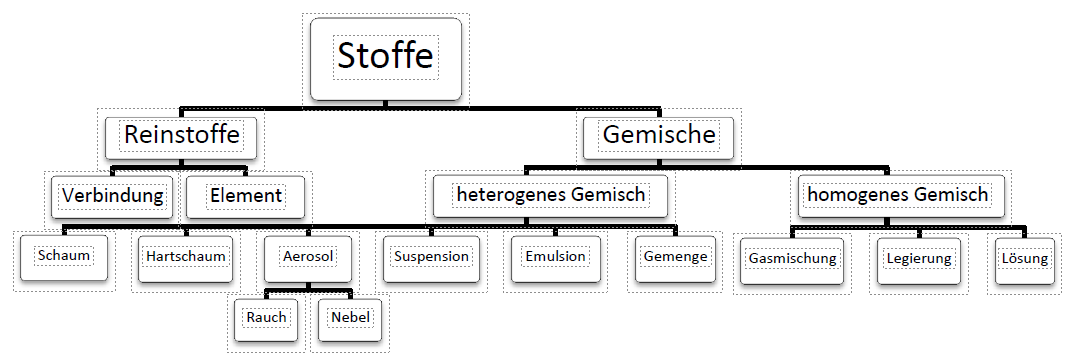 Stoffe
Reinstoffe
Gemische
Verbindung
Element
heterogenes Gemisch
homogenes Gemisch
Schaum
Hartschaum
Aerosol
Suspension
Emulsion
Gemenge
Gasmischung
Legierung
Lösung
Rauch
Nebel